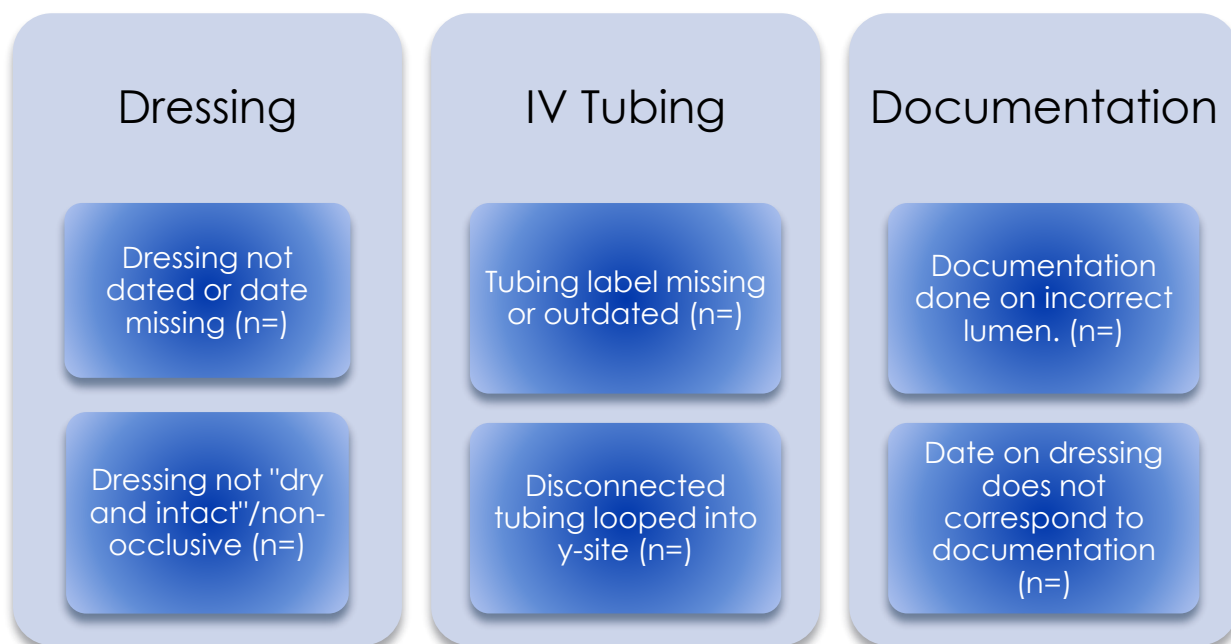 Dressing
Dressing not
dated or date
missing (n=)
Dressing not "dry
and intact"/non-
occlusive (n=)
IV Tubing
Tubing label missing
or outdated (n=)
Disconnected
tubing looped into
y-site (n=)
Documentation
Documentation
done on incorrect
lumen. (n=)
Date on dressing
does not
correspond to
documentation
(n=)